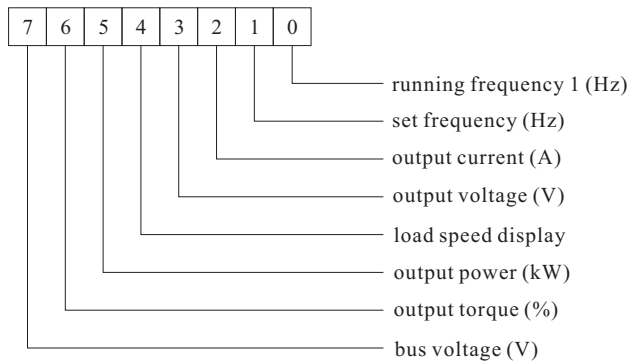 7 6 5 4 3 2 1 0
running frequency 1 (Hz)
set frequency (Hz)
output current (A)
output voltage (V)
load speed display
output power (kW)
output torque (%)
bus voltage (V)